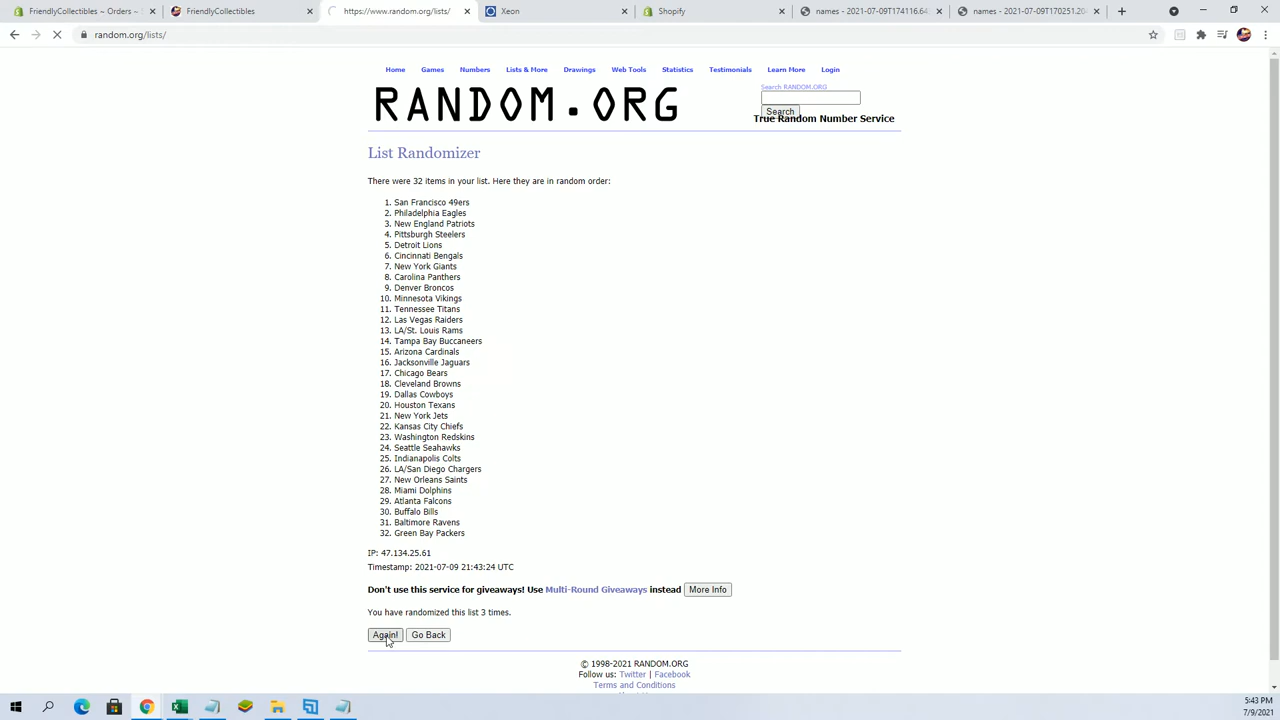 FriendlyCollectibles ~ Orders ~
FriendlyCollectibles
https://myfriendlycollectibles
Xeon
Shopify
names - 2021-07-09T174116.64
names - 2021-07-09T170231.20
random.org/lists/
Home Games Numbers Lists & More Drawings Web Tools Statistics Testimonials Learn More Login
RANDOM.ORG
Search RANDOM.ORG
Search
True Random Number Service
List Randomizer
There were 32 items in your list. Here they are in random order:
1. San Francisco 49ers
2. Philadelphia Eagles
3. New England Patriots
4. Pittsburgh Steelers
5. Detroit Lions
6. Cincinnati Bengals
7. New York Giants
8. Carolina Panthers
9. Denver Broncos
10. Minnesota Vikings
11. Tennessee Titans
12. Las Vegas Raiders
13. LA/St. Louis Rams
14. Tampa Bay Buccaneers
15. Arizona Cardinals
16. Jacksonville Jaguars
17. Chicago Bears
18. Cleveland Browns
19. Dallas Cowboys
20. Houston Texans
21. New York Jets
22. Kansas City Chiefs
23. Washington Redskins
24. Seattle Seahawks
25. Indianapolis Colts
26. LA/San Diego Chargers
27. New Orleans Saints
28. Miami Dolphins
29. Atlanta Falcons
30. Buffalo Bills
31. Baltimore Ravens
32. Green Bay Packers
IP: 47.134.25.61
Timestamp: 2021-07-09 21:43:24 UTC
Don't use this service for giveaways! Use Multi-Round Giveaways instead More Info
You have randomized this list 3 times.
Again! Go Back
© 1998-2021 RANDOM.ORG
Follow us: Twitter | Facebook
Terms and Conditions
5:43 PM
7/9/2021